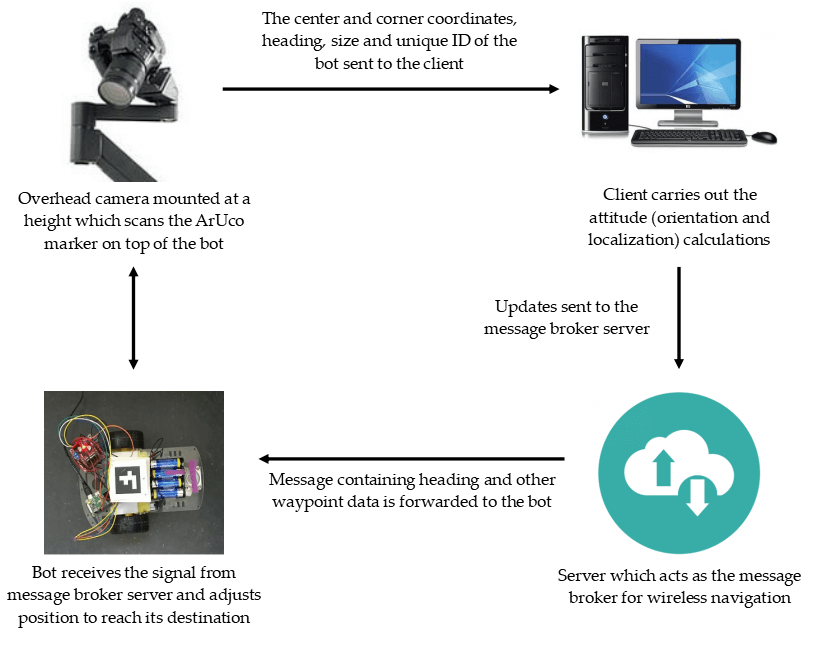 The center and corner coordinates,
heading, size and unique ID of the
bot sent to the client
Overhead camera mounted at a
height which scans the ArUco
marker on top of the bot
Client carries out the
attitude (orientation and
localization) calculations
Updates sent to the
message broker server
Message containing heading and other
waypoint data is forwarded to the bot
Bot receives the signal from
message broker server and adjusts
position to reach its destination
Server which acts as the message
broker for wireless navigation